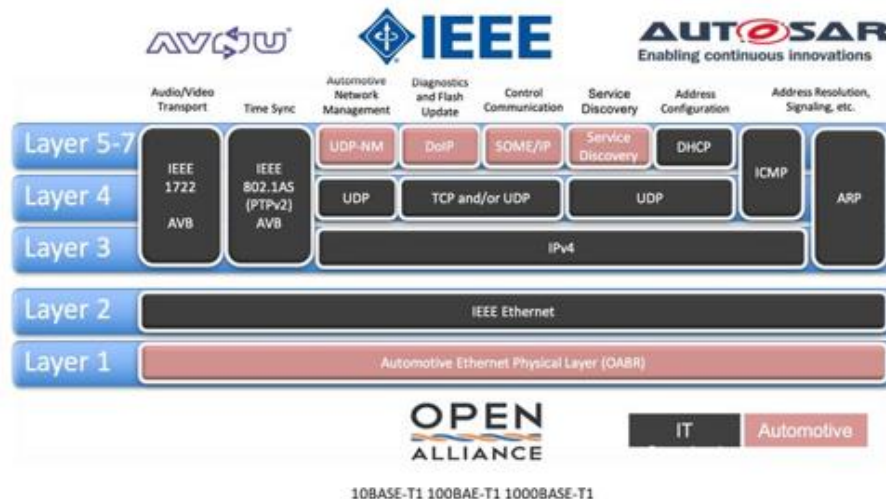 AVNU
IEEE
AUTOSAR
Enabling continuous innovations
Audio/Video
Transport
Time Sync
Automotive
Network
Management
Diagnostics
and Flash
Update
Control
Communication
Service
Discovery
Address
Configuration
Address Resolution,
Signaling, etc.
Layer 5-7
IEEE
1722
AVB
IEEE
802.1AS
(PTPv2)
AVB
UDP-NM
DoIP
SOME/IP
Service
Discovery
DHCP
ICMP
ARP
Layer 4
UDP
TCP and/or UDP
UDP
Layer 3
IPv4
Layer 2
IEEE Ethernet
Layer 1
Automotive Ethernet Physical Layer (OABR)
OPEN
ALLIANCE
IT
Automotive
10BASE-T1 100BAE-T1 1000BASE-T1